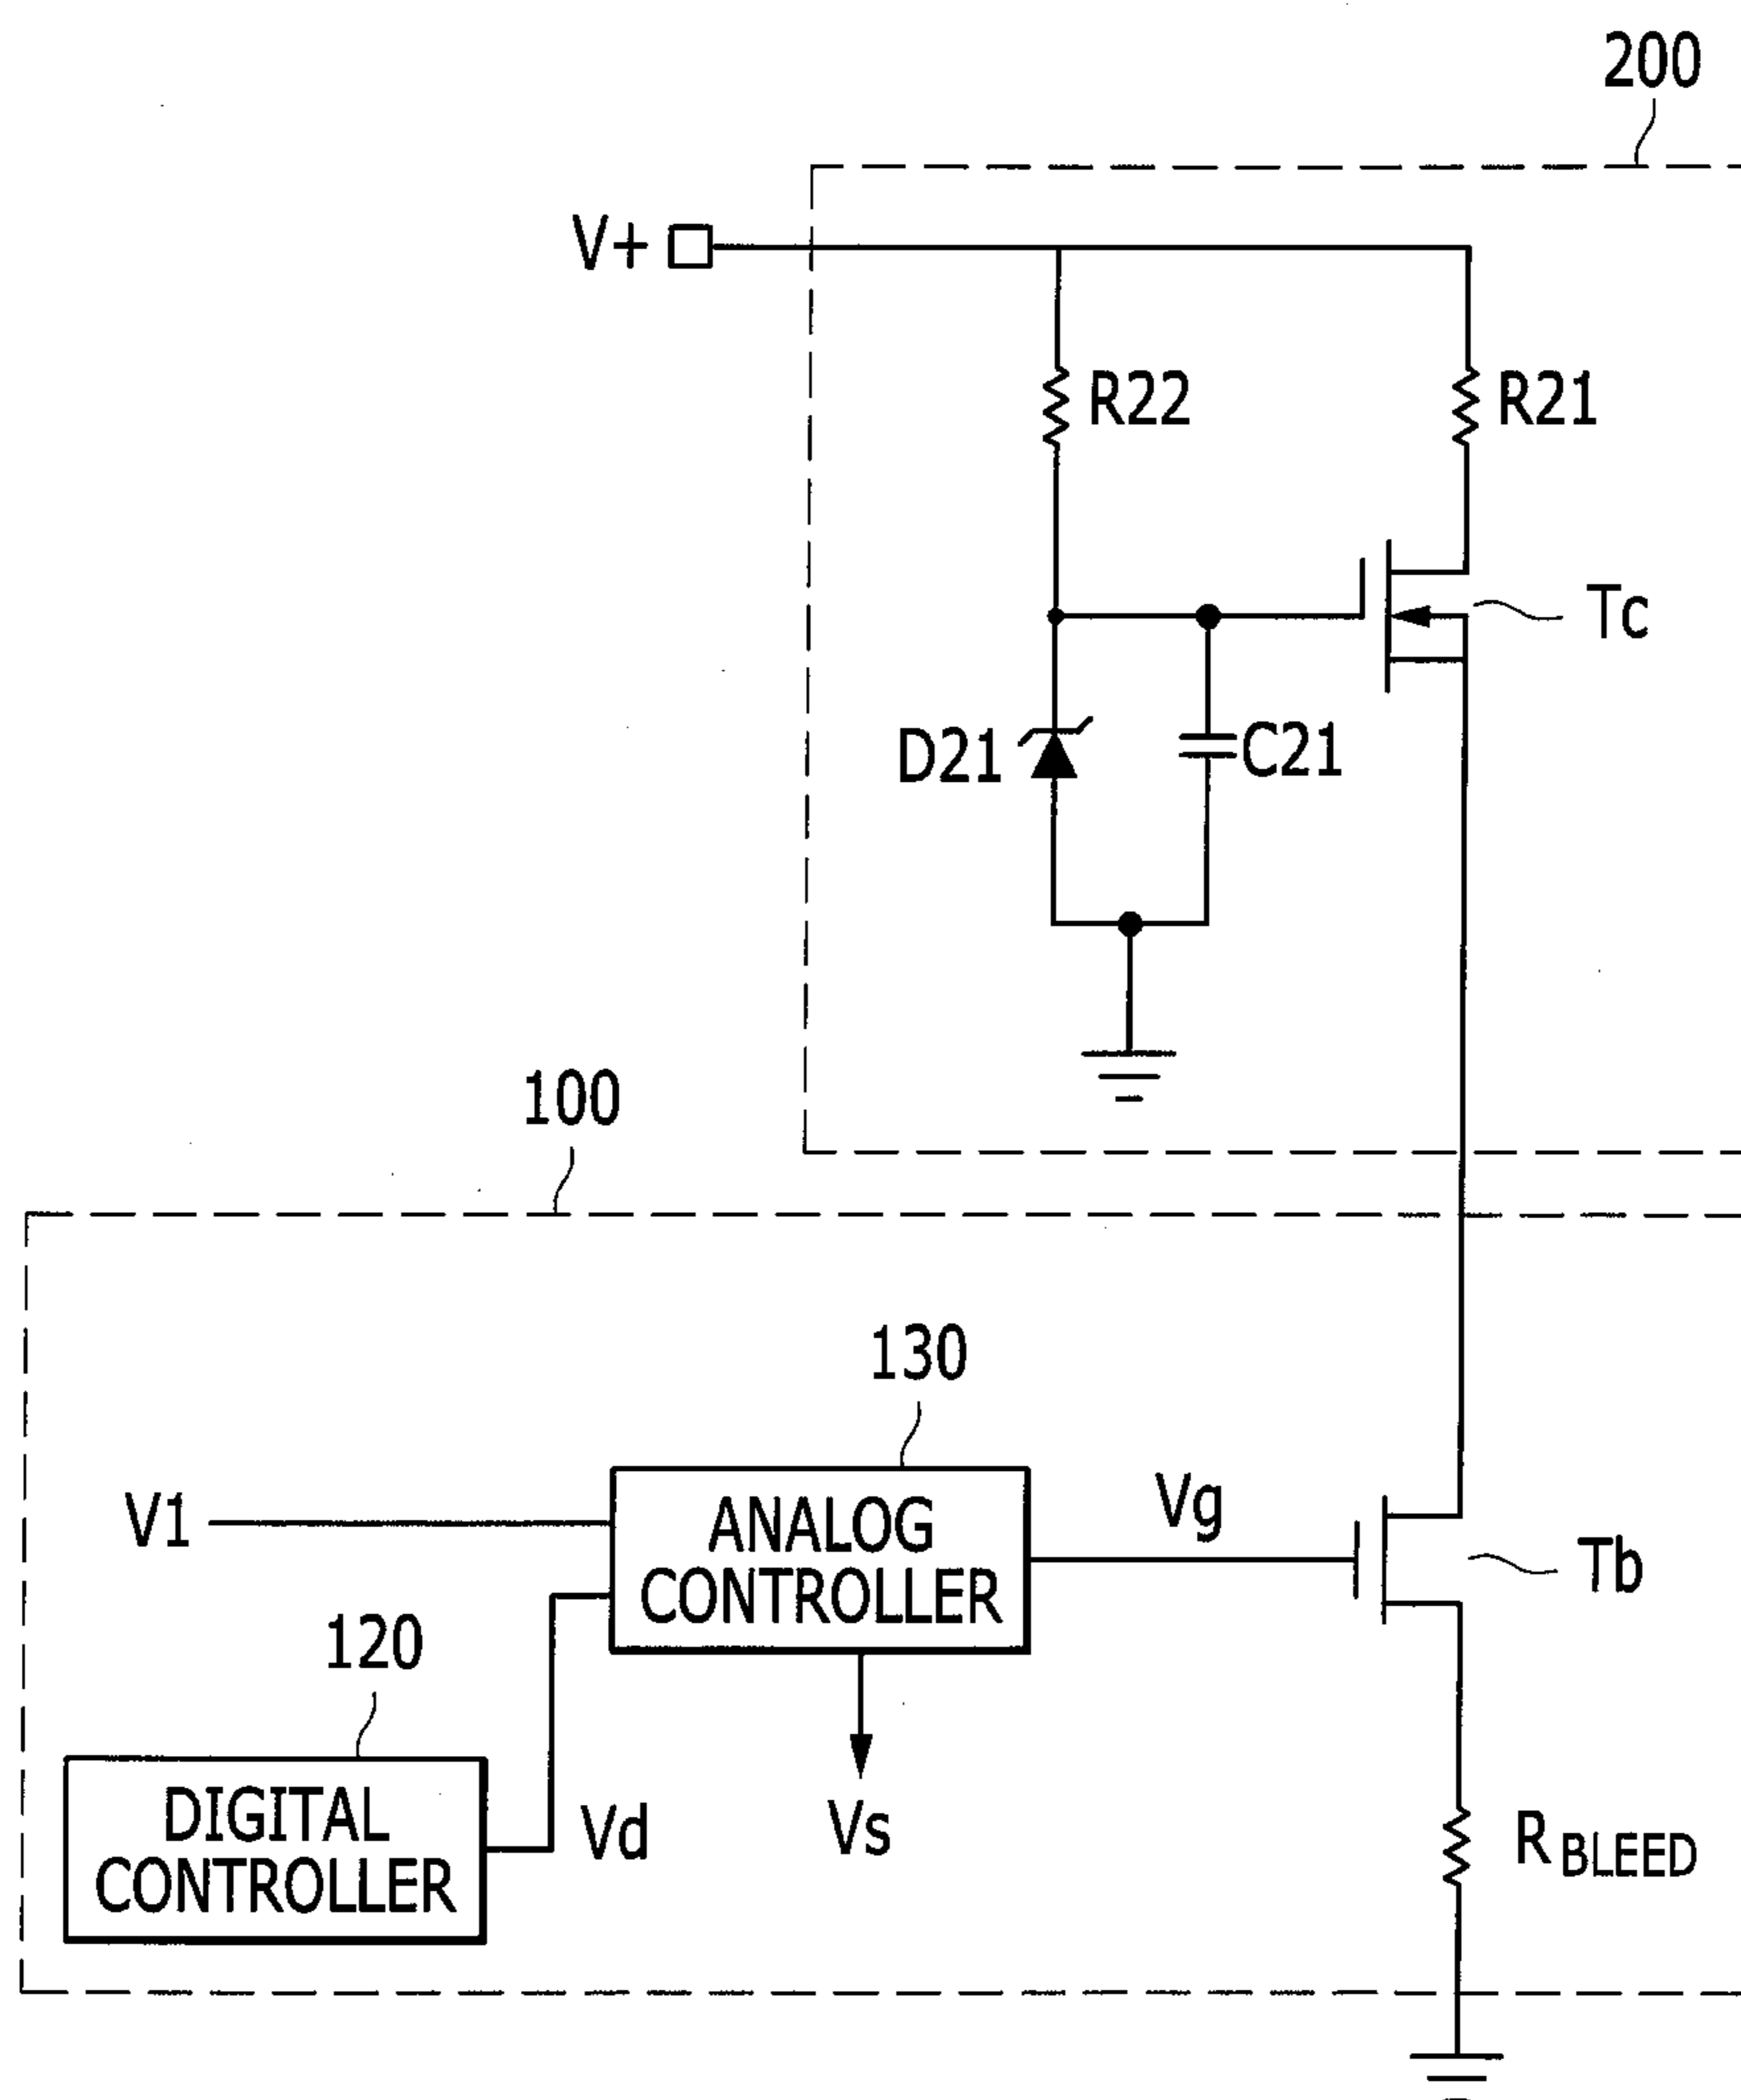 200
V+
R22
R21
Tc
D21
C21
100
130
V1
ANALOG
CONTROLLER
Vg
Tb
120
DIGITAL
CONTROLLER
Vd
Vs
RBLEED